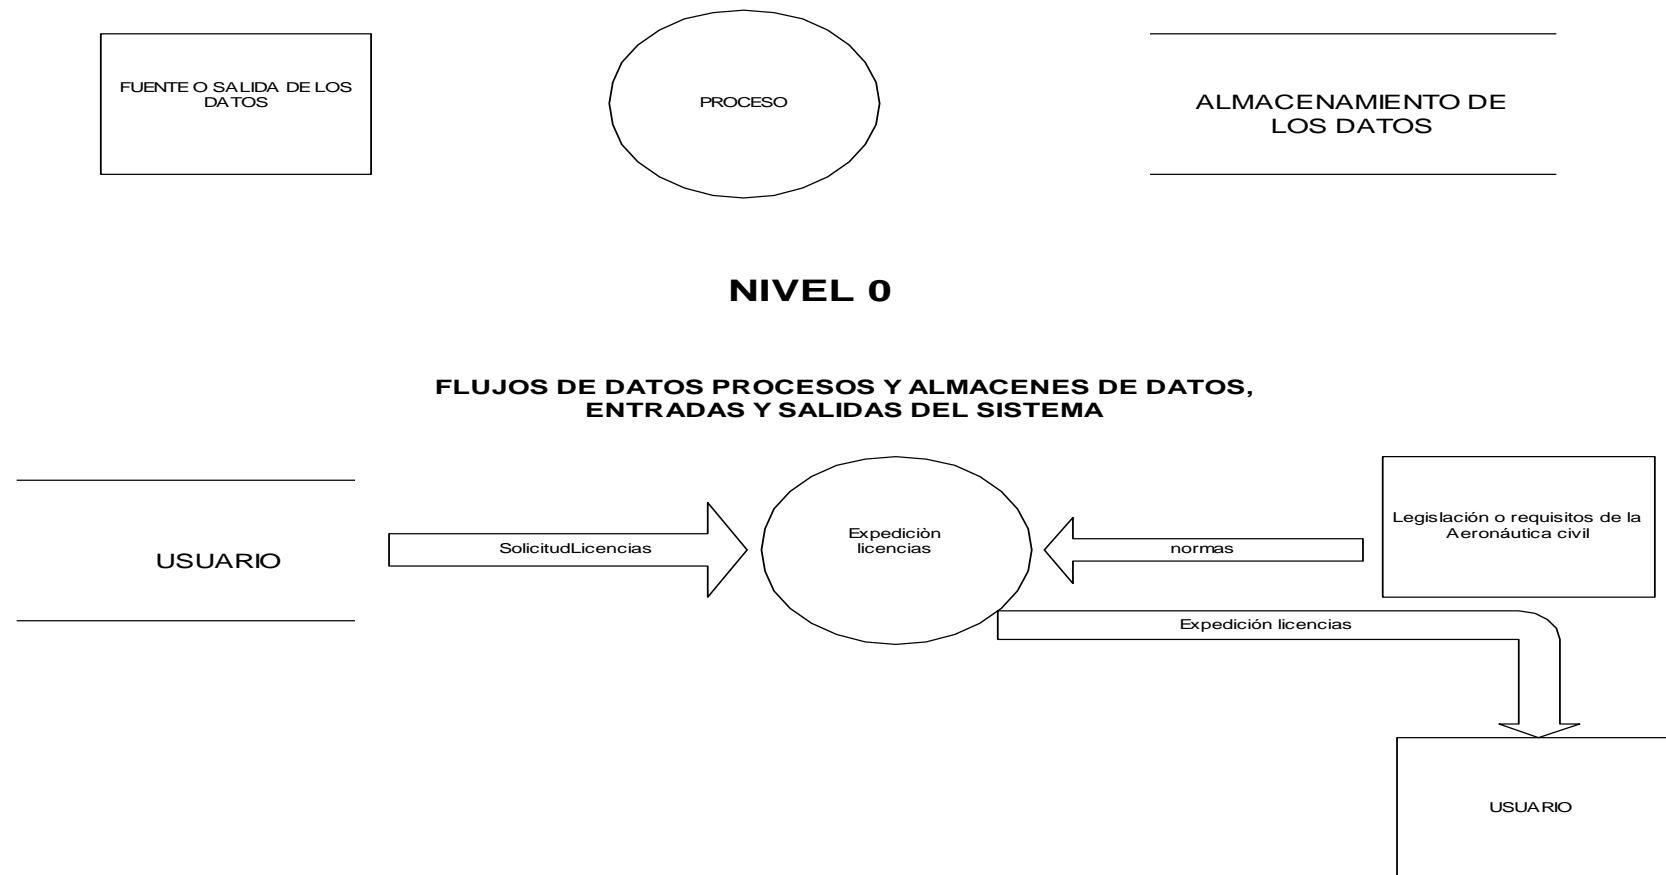 FUENTE O SALIDA DE LOS
DATOS
PROCESO
ALMACENAMIENTO DE
LOS DATOS
NIVEL 0
FLUJOS DE DATOS PROCESOS Y ALMACENES DE DATOS,
ENTRADAS Y SALIDAS DEL SISTEMA
USUARIO
SolicitudLicencias
Expediciòn
licencias
normas
Legislación o requisitos de la
Aeronáutica civil
Expedición licencias
USUARIO